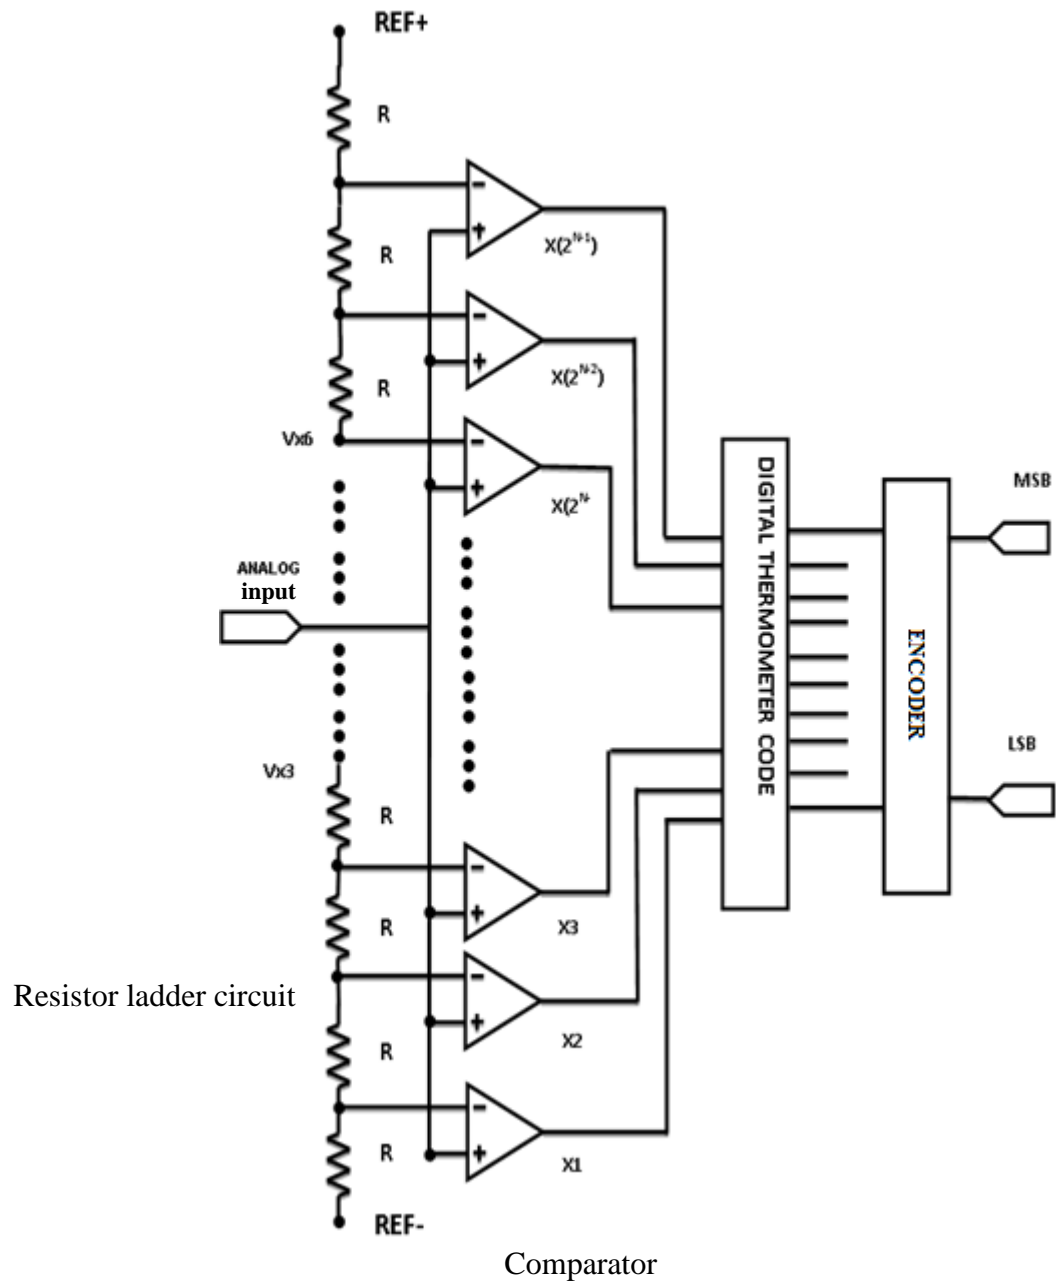 REF+
R
R
X(2^N-1)
R
X(2^N-2)
Vx6
X(2^N-
DIGITAL THERMOMETER CODE
MSB
ANALOG
input
ENCODER
LSB
Vx3
R
R
X3
Resistor ladder circuit
R
X2
R
X1
REF-
Comparator
- +
- +
- +
- +
- +
- +